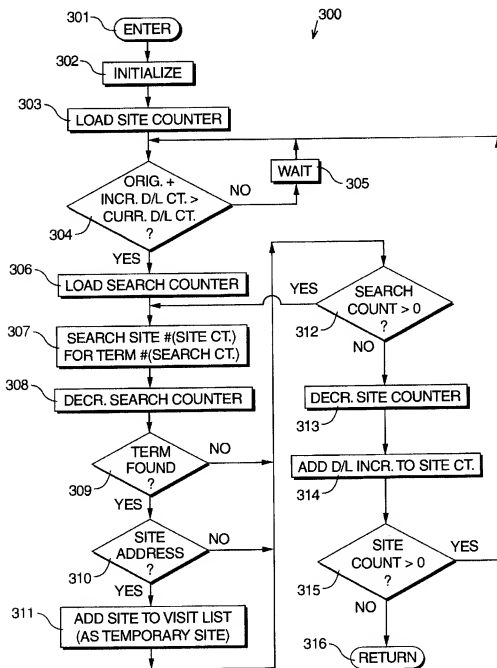 300
301
ENTER
302
INITIALIZE
303
LOAD SITE COUNTER
ORIG. +
INCR. D/L CT. >
CURR. D/L CT.
?
304
NO
WAIT
305
YES
306
LOAD SEARCH COUNTER
307
SEARCH SITE #(SITE CT.)
FOR TERM #(SEARCH CT.)
308
DECR. SEARCH COUNTER
TERM
FOUND
?
309
NO
YES
SITE
ADDRESS
?
310
NO
YES
311
ADD SITE TO VISIT LIST
(AS TEMPORARY SITE)
YES
SEARCH
COUNT > 0
?
312
NO
DECR. SITE COUNTER
313
ADD D/L INCR. TO SITE CT.
314
SITE
COUNT > 0
?
315
YES
NO
316
RETURN